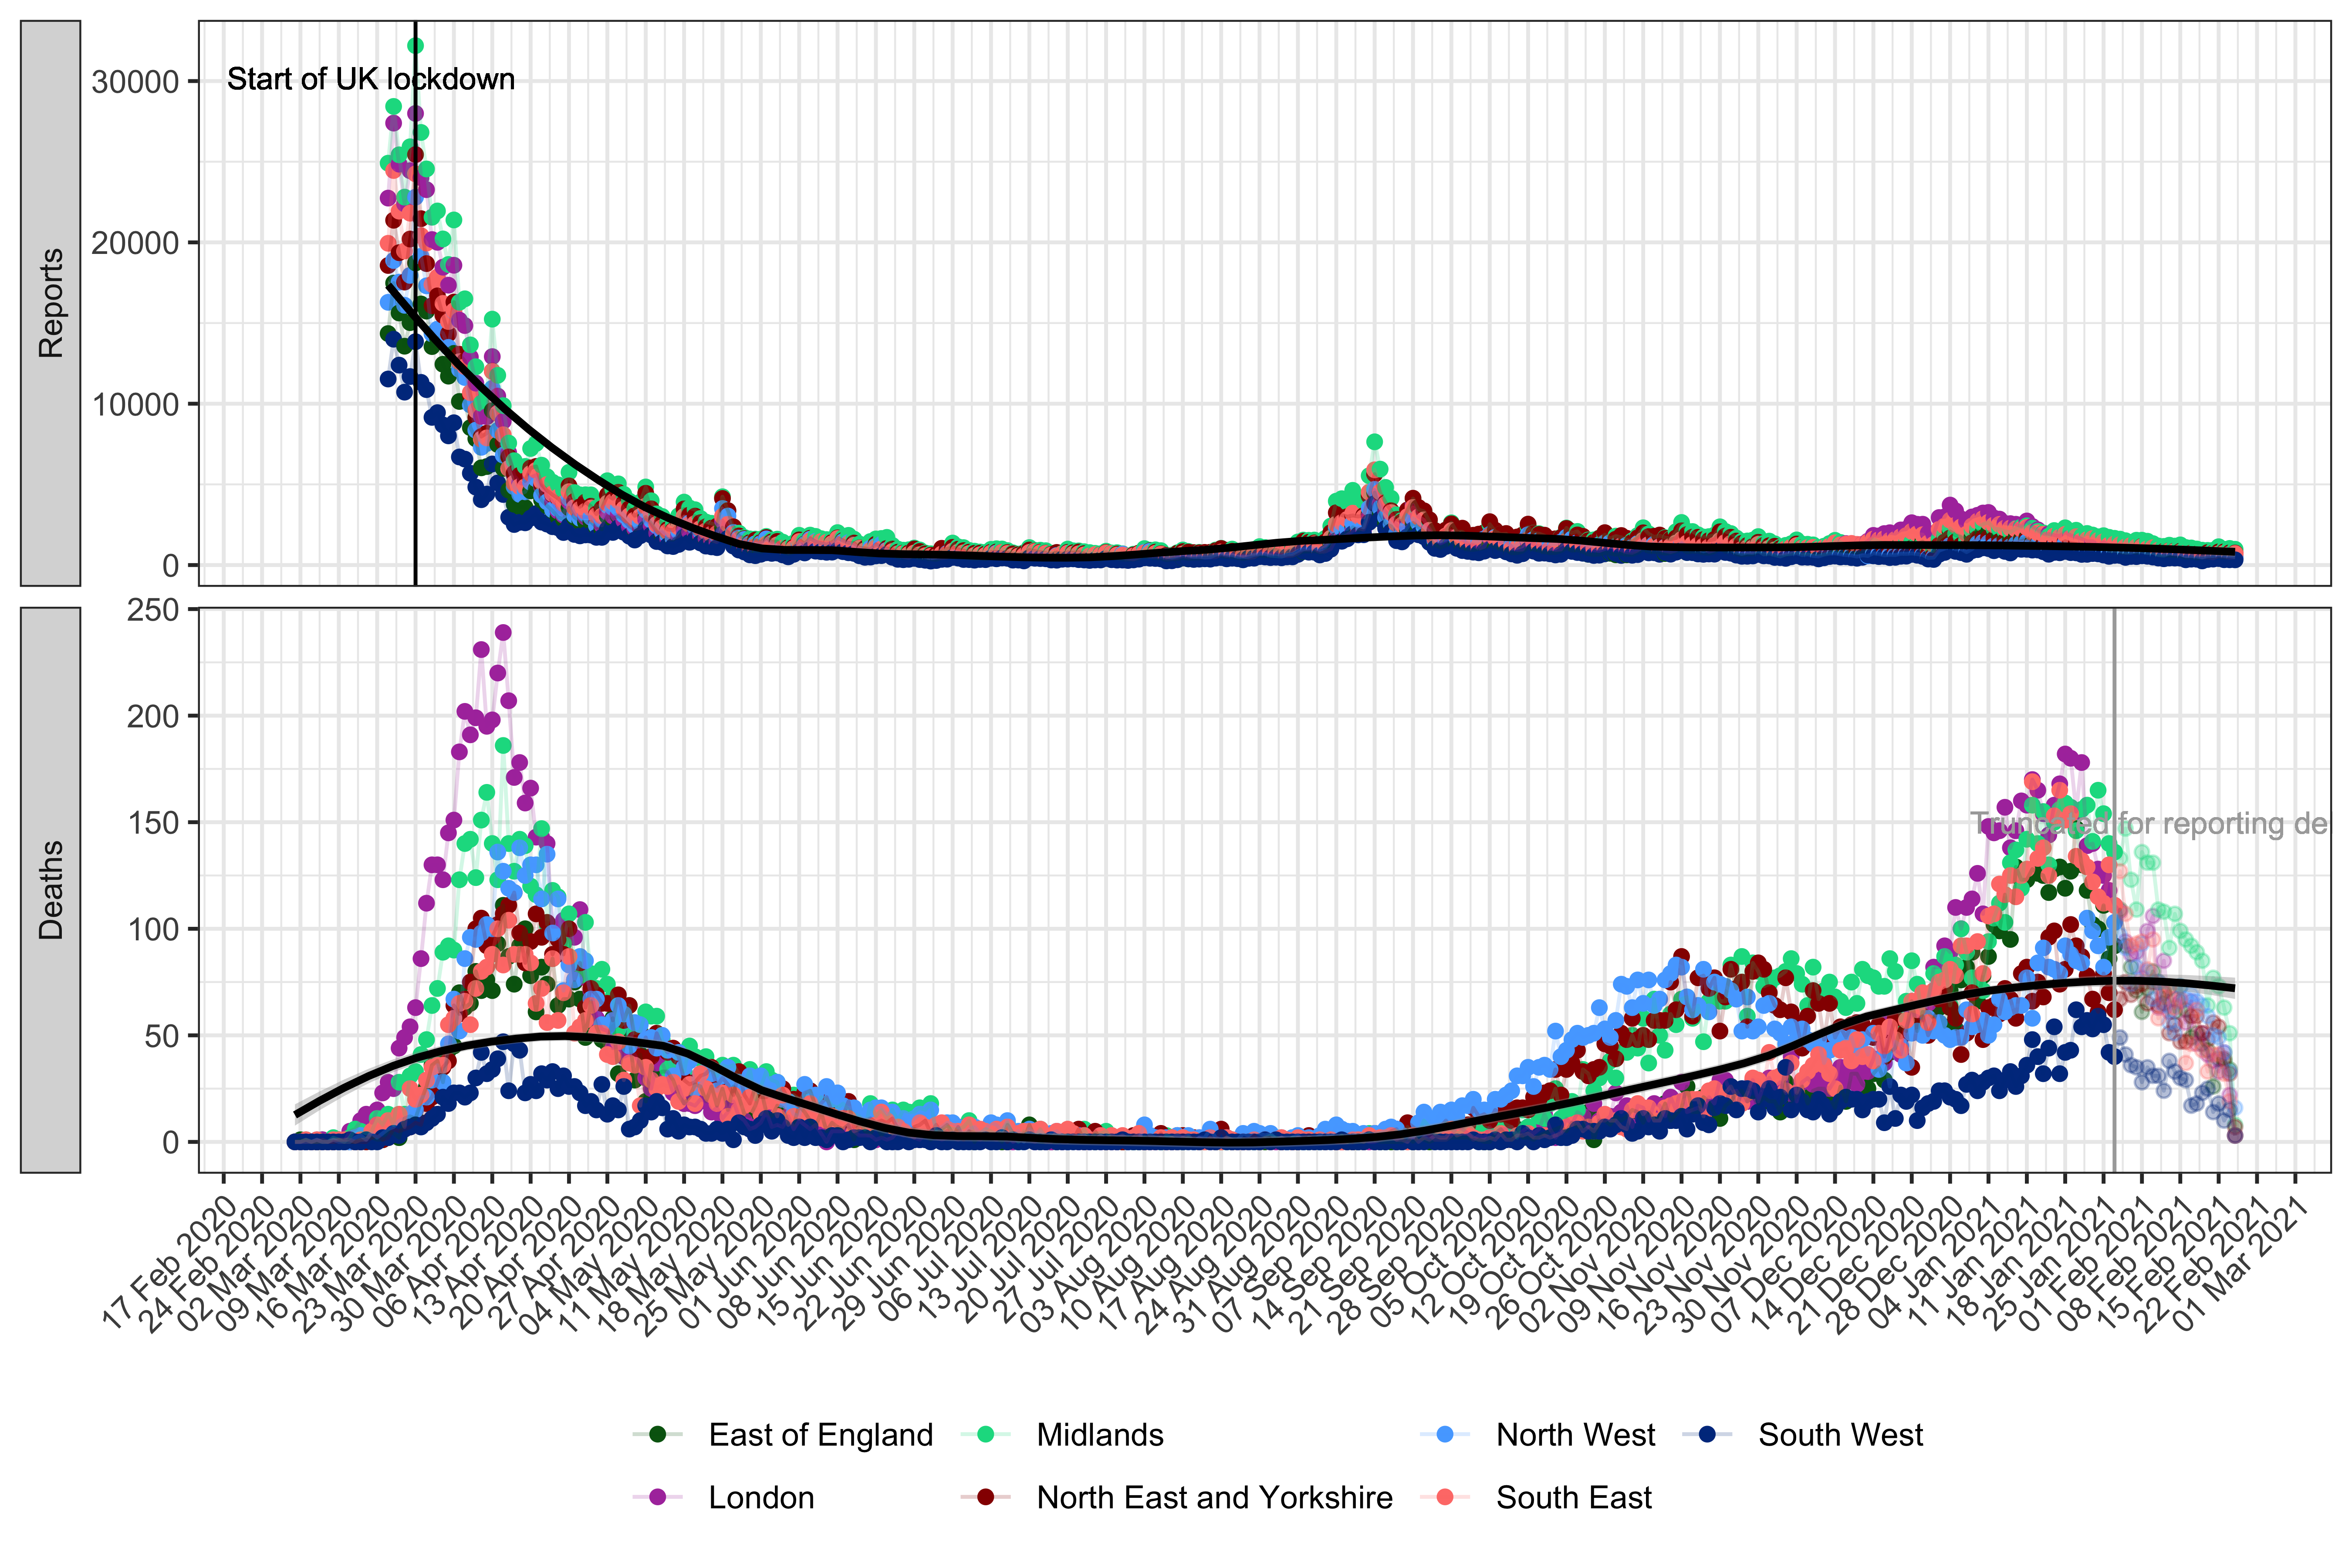 Reports
Start of UK lockdown
30000
20000
10000
0
Deaths
250
200
150
100
50
0
Truncated for reporting de
17 Feb 2020
24 Feb 2020
02 Mar 2020
09 Mar 2020
16 Mar 2020
23 Mar 2020
30 Mar 2020
06 Apr 2020
13 Apr 2020
20 Apr 2020
27 Apr 2020
04 May 2020
11 May 2020
18 May 2020
25 May 2020
01 Jun 2020
08 Jun 2020
15 Jun 2020
22 Jun 2020
29 Jun 2020
06 Jul 2020
13 Jul 2020
20 Jul 2020
27 Jul 2020
03 Aug 2020
10 Aug 2020
17 Aug 2020
24 Aug 2020
31 Aug 2020
07 Sep 2020
14 Sep 2020
21 Sep 2020
28 Sep 2020
05 Oct 2020
12 Oct 2020
19 Oct 2020
26 Oct 2020
02 Nov 2020
09 Nov 2020
16 Nov 2020
23 Nov 2020
30 Nov 2020
07 Dec 2020
14 Dec 2020
21 Dec 2020
28 Dec 2020
04 Jan 2021
11 Jan 2021
18 Jan 2021
25 Jan 2021
01 Feb 2021
08 Feb 2021
15 Feb 2021
22 Feb 2021
01 Mar 2021
East of England
Midlands
North West
South West
London
North East and Yorkshire
South East